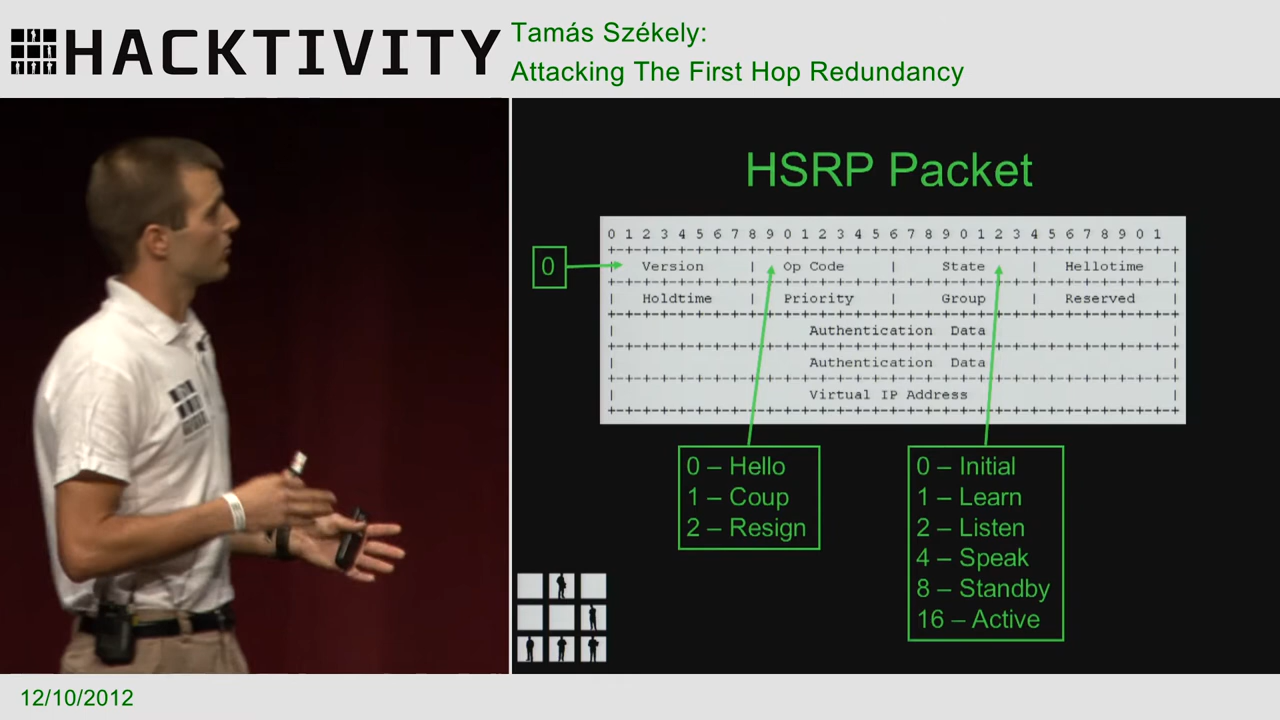 HACKTIVITY
Tamás Székely:
Attacking The First Hop Redundancy
HSRP Packet
0 1 2 3 4 5 6 7 8 9 0 1 2 3 4 5 6 7 8 9 0 1 2 3 4 5 6 7 8 9 0 1
+-+-+-+-+-+-+-+-+-+-+-+-+-+-+-+-+-+-+-+-+-+-+-+-+-+-+-+-+-+-+-+-+
0
Version | Op Code | State | Hellotime |
+-+-+-+-+-+-+-+-+-+-+-+-+-+-+-+-+-+-+-+-+-+-+-+-+-+-+-+-+-+-+-+-+
| Holdtime | Priority | Group | Reserved |
+-+-+-+-+-+-+-+-+-+-+-+-+-+-+-+-+-+-+-+-+-+-+-+-+-+-+-+-+-+-+-+-+
| Authentication Data |
+-+-+-+-+-+-+-+-+-+-+-+-+-+-+-+-+-+-+-+-+-+-+-+-+-+-+-+-+-+-+-+-+
| Authentication Data |
+-+-+-+-+-+-+-+-+-+-+-+-+-+-+-+-+-+-+-+-+-+-+-+-+-+-+-+-+-+-+-+-+
| Virtual IP Address |
+-+-+-+-+-+-+-+-+-+-+-+-+-+-+-+-+-+-+-+-+-+-+-+-+-+-+-+-+-+-+-+-+
0 – Hello
1 – Coup
2 – Resign
0 – Initial
1 – Learn
2 – Listen
4 – Speak
8 – Standby
16 – Active
12/10/2012